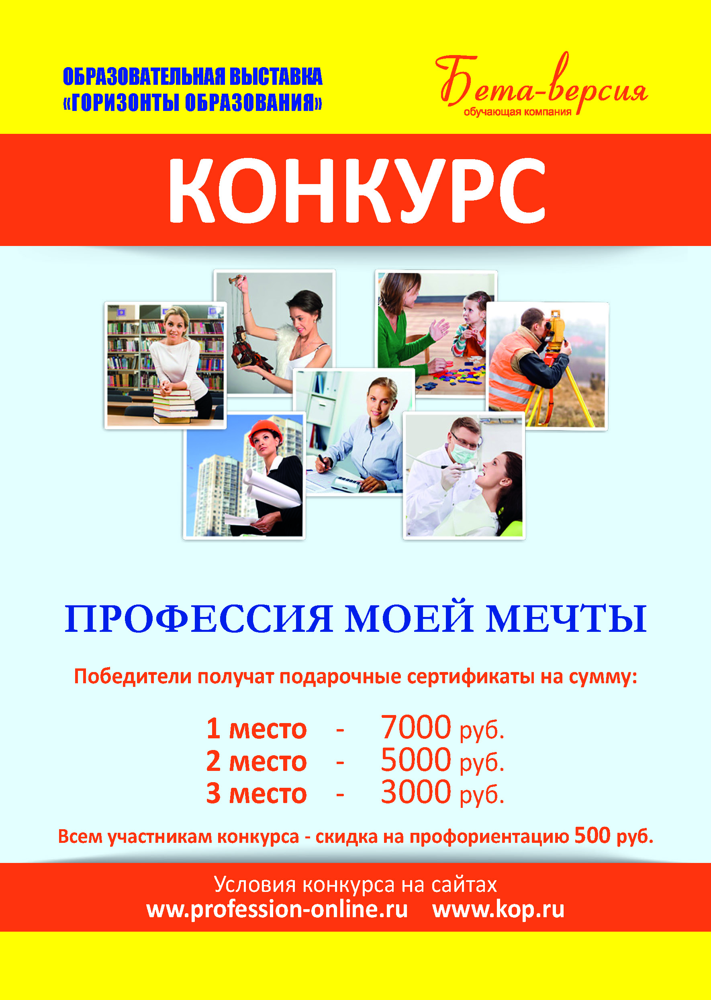 ОБРАЗОВАТЕЛЬНАЯ ВЫСТАВКА
«ГОРИЗОНТЫ ОБРАЗОВАНИЯ»
Бета-версия
обучающая компания
КОНКУРС
ПРОФЕССИЯ МОЕЙ МЕЧТЫ
Победители получат подарочные сертификаты на сумму:
1 место - 7000 руб.
2 место - 5000 руб.
3 место - 3000 руб.
Всем участникам конкурса - скидка на профориентацию 500 руб.
Условия конкурса на сайтах
ww.profession-online.ru www.kop.ru